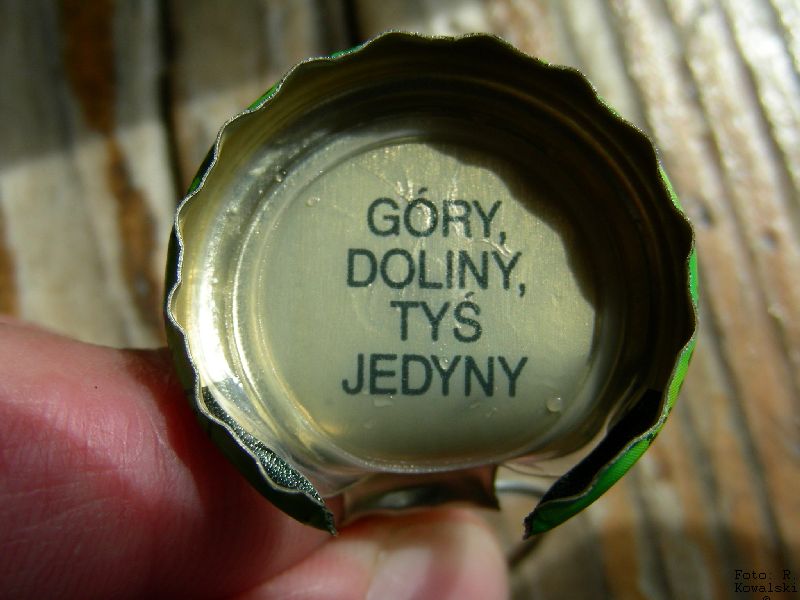 GÓRY,
DOLINY,
TYŚ
JEDYNY
Foto: R.
Kowalski
©